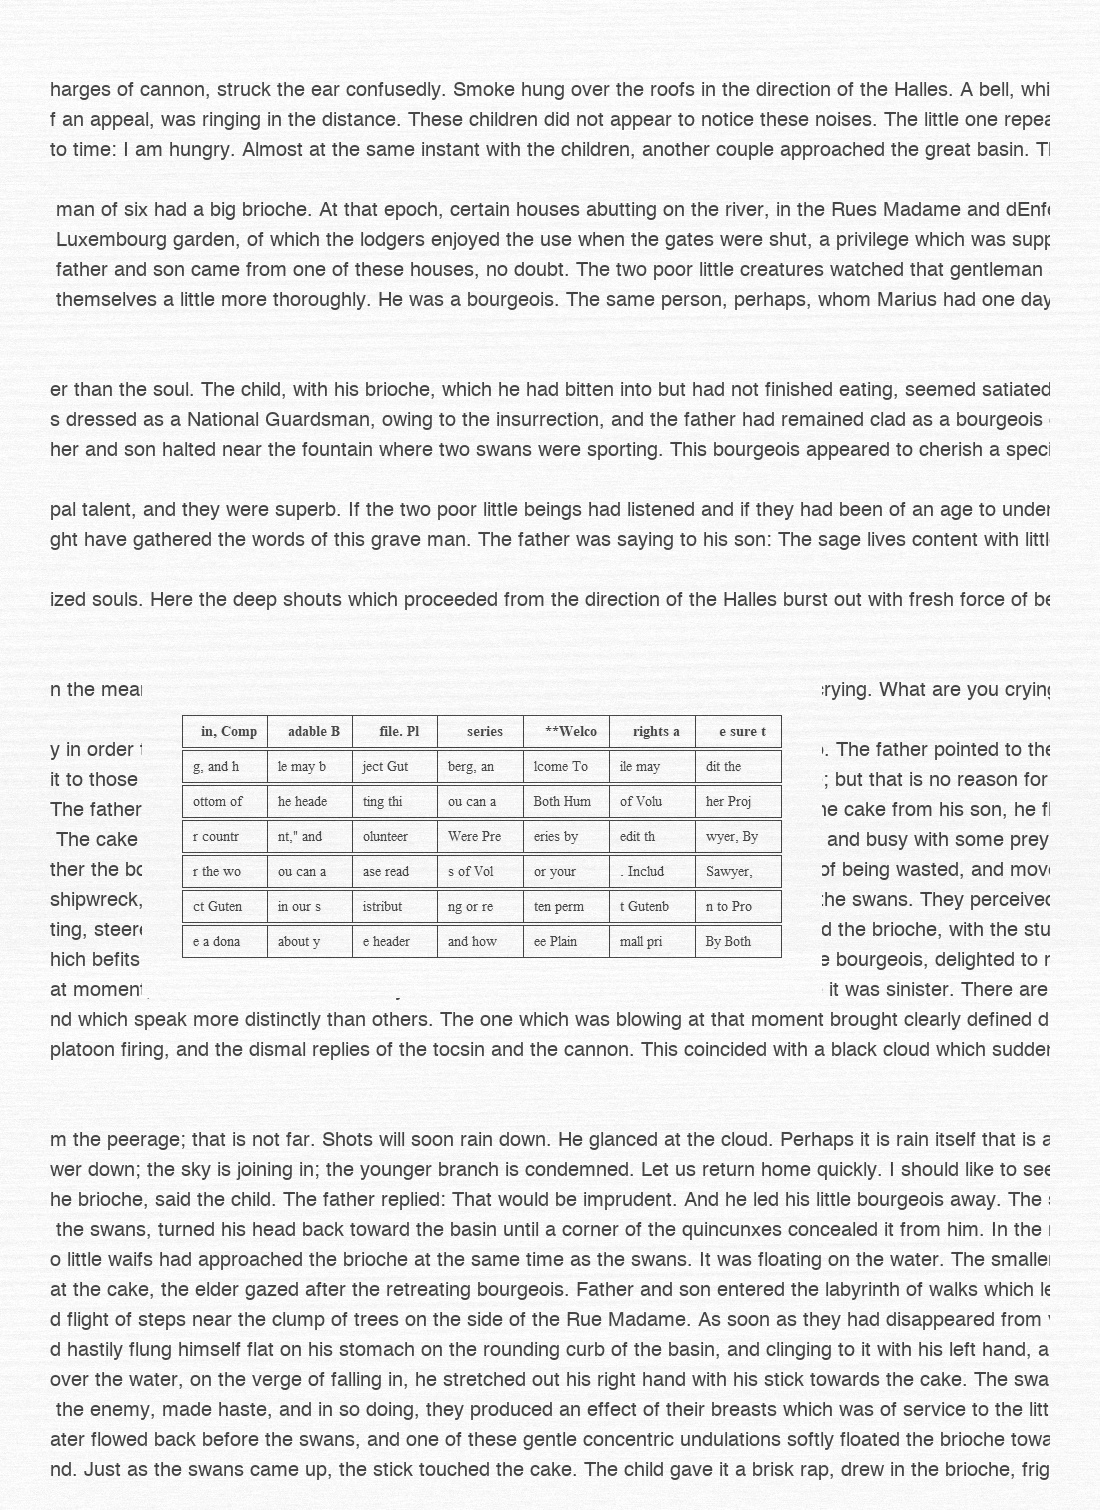 harges of cannon, struck the ear confusedly. Smoke hung over the roofs in the direction of the Halles. A bell, whi
f an appeal, was ringing in the distance. These children did not appear to notice these noises. The little one repea
to time: I am hungry. Almost at the same instant with the children, another couple approached the great basin. Th
man of six had a big brioche. At that epoch, certain houses abutting on the river, in the Rues Madame and dEnfe
Luxembourg garden, of which the lodgers enjoyed the use when the gates were shut, a privilege which was supp
father and son came from one of these houses, no doubt. The two poor little creatures watched that gentleman
themselves a little more thoroughly. He was a bourgeois. The same person, perhaps, whom Marius had one day
er than the soul. The child, with his brioche, which he had bitten into but had not finished eating, seemed satiated
s dressed as a National Guardsman, owing to the insurrection, and the father had remained clad as a bourgeois
her and son halted near the fountain where two swans were sporting. This bourgeois appeared to cherish a speci
pal talent, and they were superb. If the two poor little beings had listened and if they had been of an age to under
ght have gathered the words of this grave man. The father was saying to his son: The sage lives content with littl
ized souls. Here the deep shouts which proceeded from the direction of the Halles burst out with fresh force of be
n the mea crying. What are you crying
y in order . The father pointed to the
it to those ; but that is no reason for
The father he cake from his son, he fl
The cake and busy with some prey
ther the bo of being wasted, and move
shipwreck, the swans. They perceived
ting, steere d the brioche, with the stu
hich befits e bourgeois, delighted to r
at moment it was sinister. There are
in, Comp adable B file. Pl series **Welco rights a e sure t
g, and h le may b ject Gut berg, an lcome To ile may dit the
ottom of he heade ting thi ou can a Both Hum of Volu her Proj
r countr nt," and olunteer Were Pre eries by edit th wyer, By
r the wo ou can a ase read s of Vol or your . Includ Sawyer,
ct Guten in our s istribut ng or re ten perm t Gutenb n to Pro
e a dona about y e header and how ee Plain mall pri By Both
nd which speak more distinctly than others. The one which was blowing at that moment brought clearly defined d
platoon firing, and the dismal replies of the tocsin and the cannon. This coincided with a black cloud which sudden
m the peerage; that is not far. Shots will soon rain down. He glanced at the cloud. Perhaps it is rain itself that is a
wer down; the sky is joining in; the younger branch is condemned. Let us return home quickly. I should like to see
he brioche, said the child. The father replied: That would be imprudent. And he led his little bourgeois away. The s
the swans, turned his head back toward the basin until a corner of the quincunxes concealed it from him. In the
o little waifs had approached the brioche at the same time as the swans. It was floating on the water. The smaller
at the cake, the elder gazed after the retreating bourgeois. Father and son entered the labyrinth of walks which le
d flight of steps near the clump of trees on the side of the Rue Madame. As soon as they had disappeared from
d hastily flung himself flat on his stomach on the rounding curb of the basin, and clinging to it with his left hand, a
over the water, on the verge of falling in, he stretched out his right hand with his stick towards the cake. The swa
the enemy, made haste, and in so doing, they produced an effect of their breasts which was of service to the litt
ater flowed back before the swans, and one of these gentle concentric undulations softly floated the brioche towa
nd. Just as the swans came up, the stick touched the cake. The child gave it a brisk rap, drew in the brioche, frig